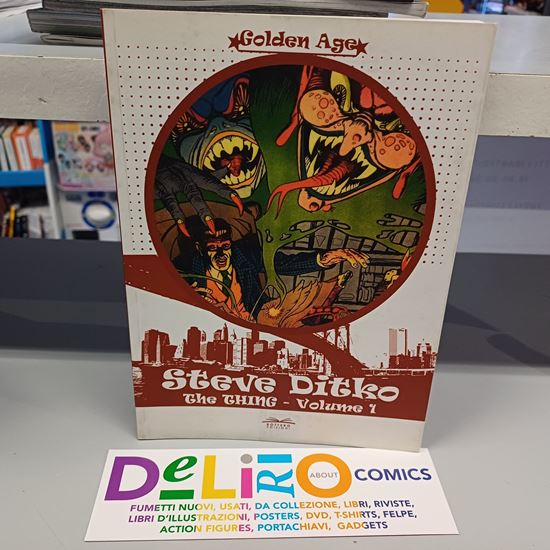 Golden Age
Steve Ditko
The THING - Volume 1
EDIZIONI
DeLiRiO ABOUT COMICS
FUMETTI NUOVI, USATI, DA COLLEZIONE, LIBRI, RIVISTE,
LIBRI D'ILLUSTRAZIONI, POSTERS, DVD, T-SHIRTS, FELPE,
ACTION FIGURES, PORTACHIAVI, GADGETS